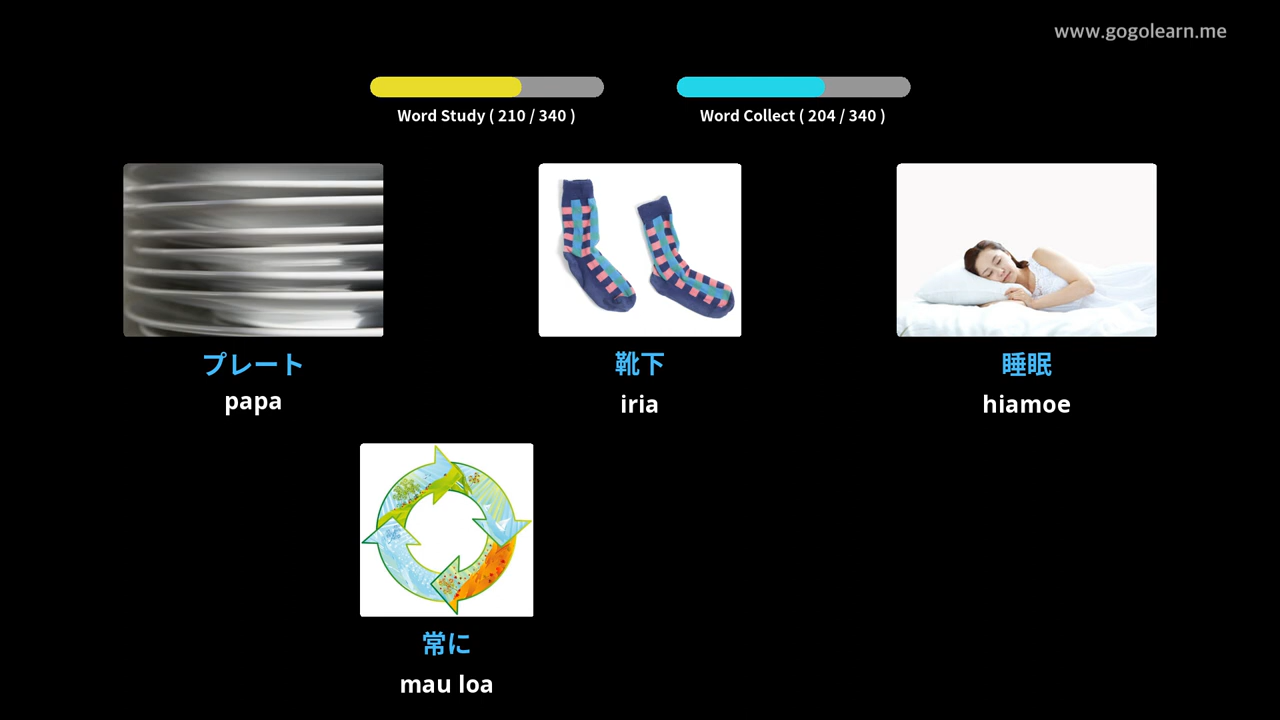 www.gogolearn.me
Word Study ( 210 / 340 )
Word Collect ( 204 / 340 )
プレート
papa
靴下
iria
睡眠
hiamoe
常に
mau loa